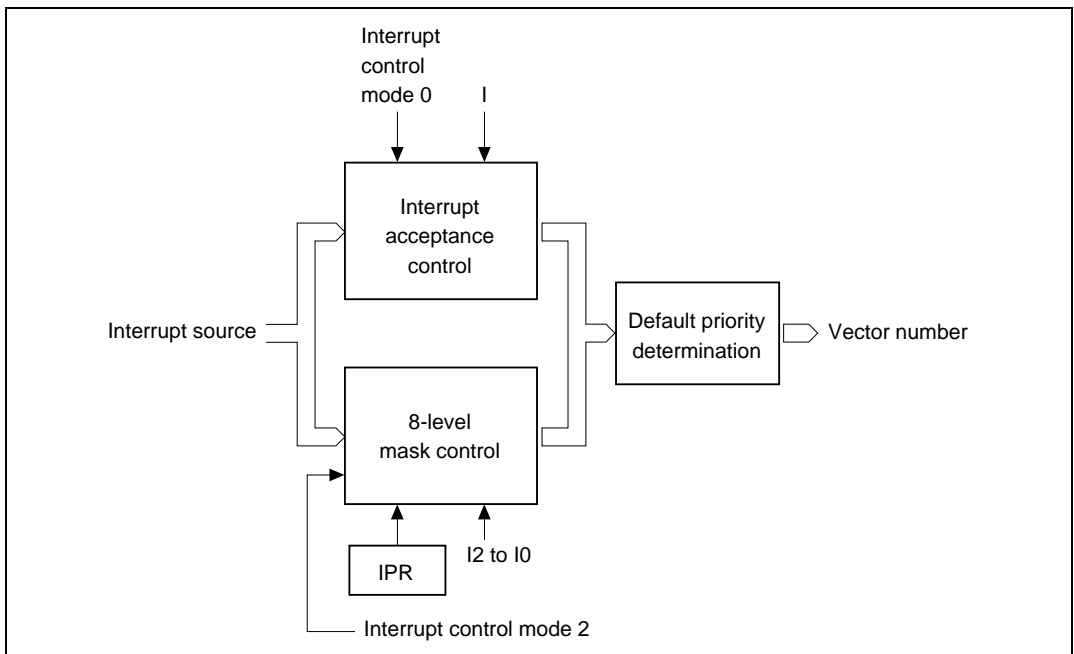 Interrupt
control
mode 0
I
Interrupt
acceptance
control
Interrupt source
Default priority
determination
Vector number
8-level
mask control
I2 to I0
IPR
Interrupt control mode 2